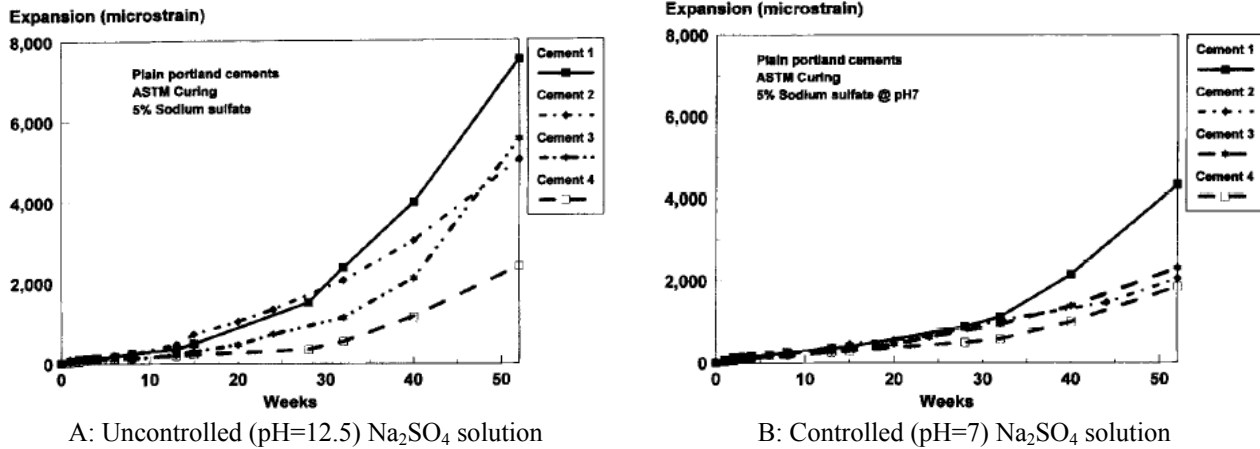 Expansion (microstrain)
8,000
6,000
4,000
2,000
0
Plain portland cements
ASTM Curing
5% Sodium sulfate
0 10 20 30 40 50
Weeks
Cement 1
Cement 2
Cement 3
Cement 4
A: Uncontrolled (pH=12.5) Na₂SO₄ solution
Expansion (microstrain)
8,000
6,000
4,000
2,000
0
Plain portland cements
ASTM Curing
5% Sodium sulfate @ pH7
0 10 20 30 40 50
Weeks
Cement 1
Cement 2
Cement 3
Cement 4
B: Controlled (pH=7) Na₂SO₄ solution